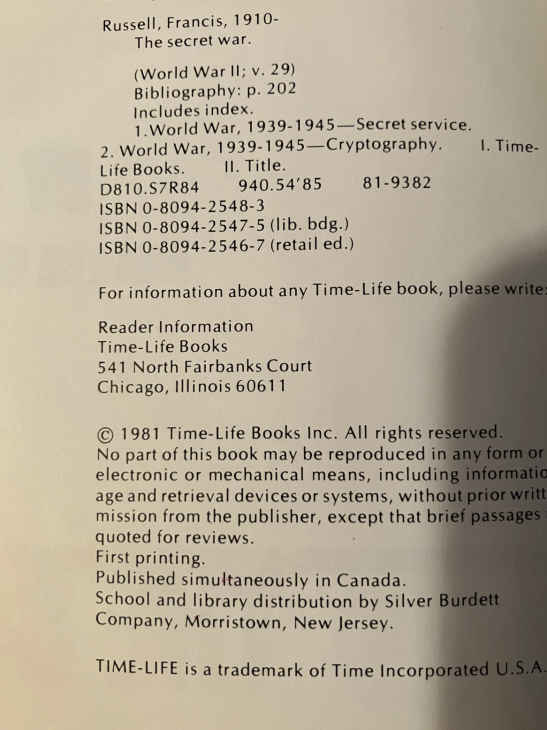 Russell, Francis, 1910-
The secret war.
(World War II; v. 29)
Bibliography: p. 202
Includes index.
1.World War, 1939-1945—Secret service.
2. World War, 1939-1945—Cryptography. I. Time-
Life Books. II. Title.
D810.S7R84 940.54'85 81-9382
ISBN 0-8094-2548-3
ISBN 0-8094-2547-5 (lib. bdg.)
ISBN 0-8094-2546-7 (retail ed.)
For information about any Time-Life book, please write:
Reader Information
Time-Life Books
541 North Fairbanks Court
Chicago, Illinois 60611
© 1981 Time-Life Books Inc. All rights reserved.
No part of this book may be reproduced in any form or
electronic or mechanical means, including informatio
age and retrieval devices or systems, without prior writt
mission from the publisher, except that brief passages
quoted for reviews.
First printing.
Published simultaneously in Canada.
School and library distribution by Silver Burdett
Company, Morristown, New Jersey.
TIME-LIFE is a trademark of Time Incorporated U.S.A.